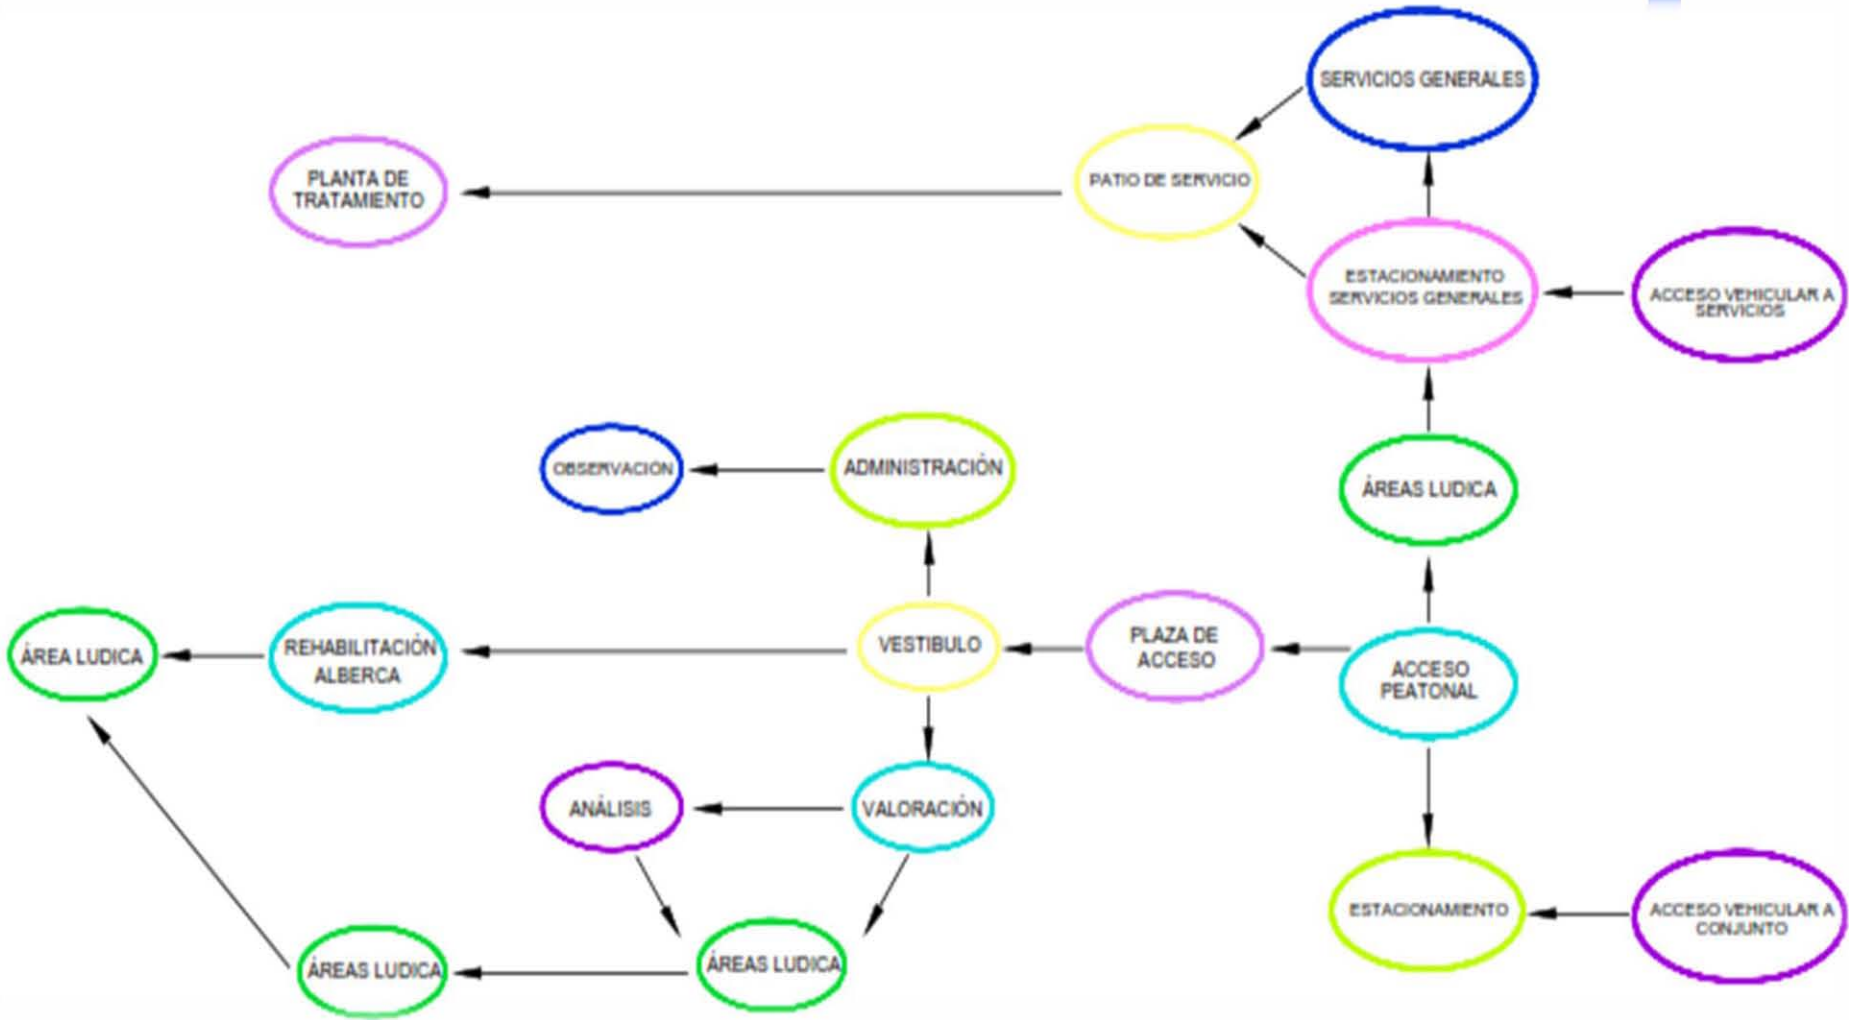 SERVICIOS GENERALES
PLANTA DE
TRATAMIENTO
PATIO DE SERVICIO
ESTACIONAMIENTO
SERVICIOS GENERALES
ACCESO VEHICULAR A
SERVICIOS
OBSERVACIÓN
ADMINISTRACIÓN
ÁREAS LUDICA
ÁREA LUDICA
REHABILITACIÓN
ALBERCA
VESTIBULO
PLAZA DE
ACCESO
ACCESO
PEATONAL
ANÁLISIS
VALORACIÓN
ESTACIONAMIENTO
ACCESO VEHICULAR A
CONJUNTO
ÁREAS LUDICA
ÁREAS LUDICA